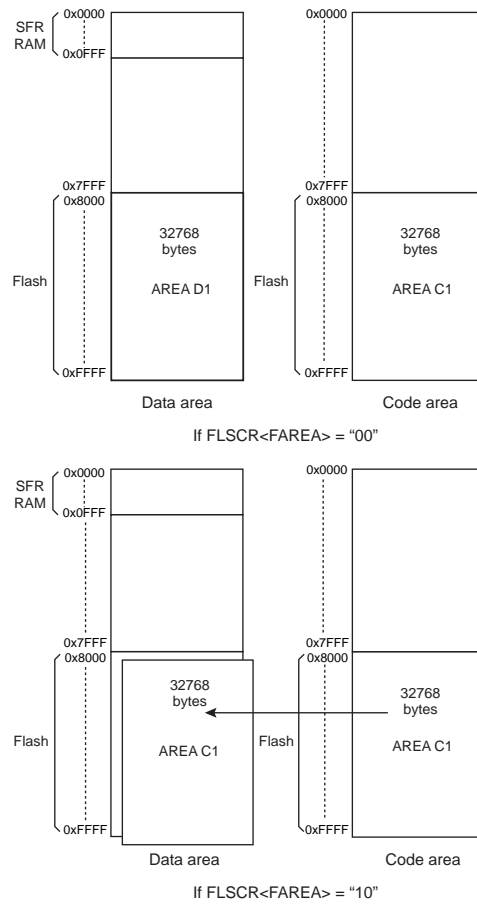 0x0000
SFR
RAM
0x0FFF
0x7FFF
0x8000
32768
bytes
Flash
AREA D1
0xFFFF
Data area
0x0000
0x7FFF
0x8000
32768
bytes
Flash
AREA C1
0xFFFF
Code area
If FLSCR<FAREA> = “00”
0x0000
SFR
RAM
0x0FFF
0x7FFF
0x8000
32768
bytes
Flash
AREA C1
0xFFFF
Data area
0x0000
0x7FFF
0x8000
32768
bytes
Flash
AREA C1
0xFFFF
Code area
If FLSCR<FAREA> = “10”